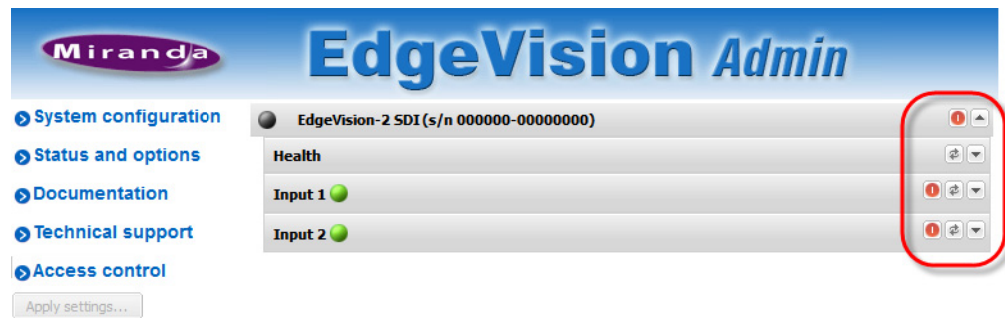 Miranda
EdgeVision Admin
System configuration
Status and options
Documentation
Technical support
Access control
Apply settings...
EdgeVision-2 SDI (s/n 000000-00000000)
Health
Input 1
Input 2